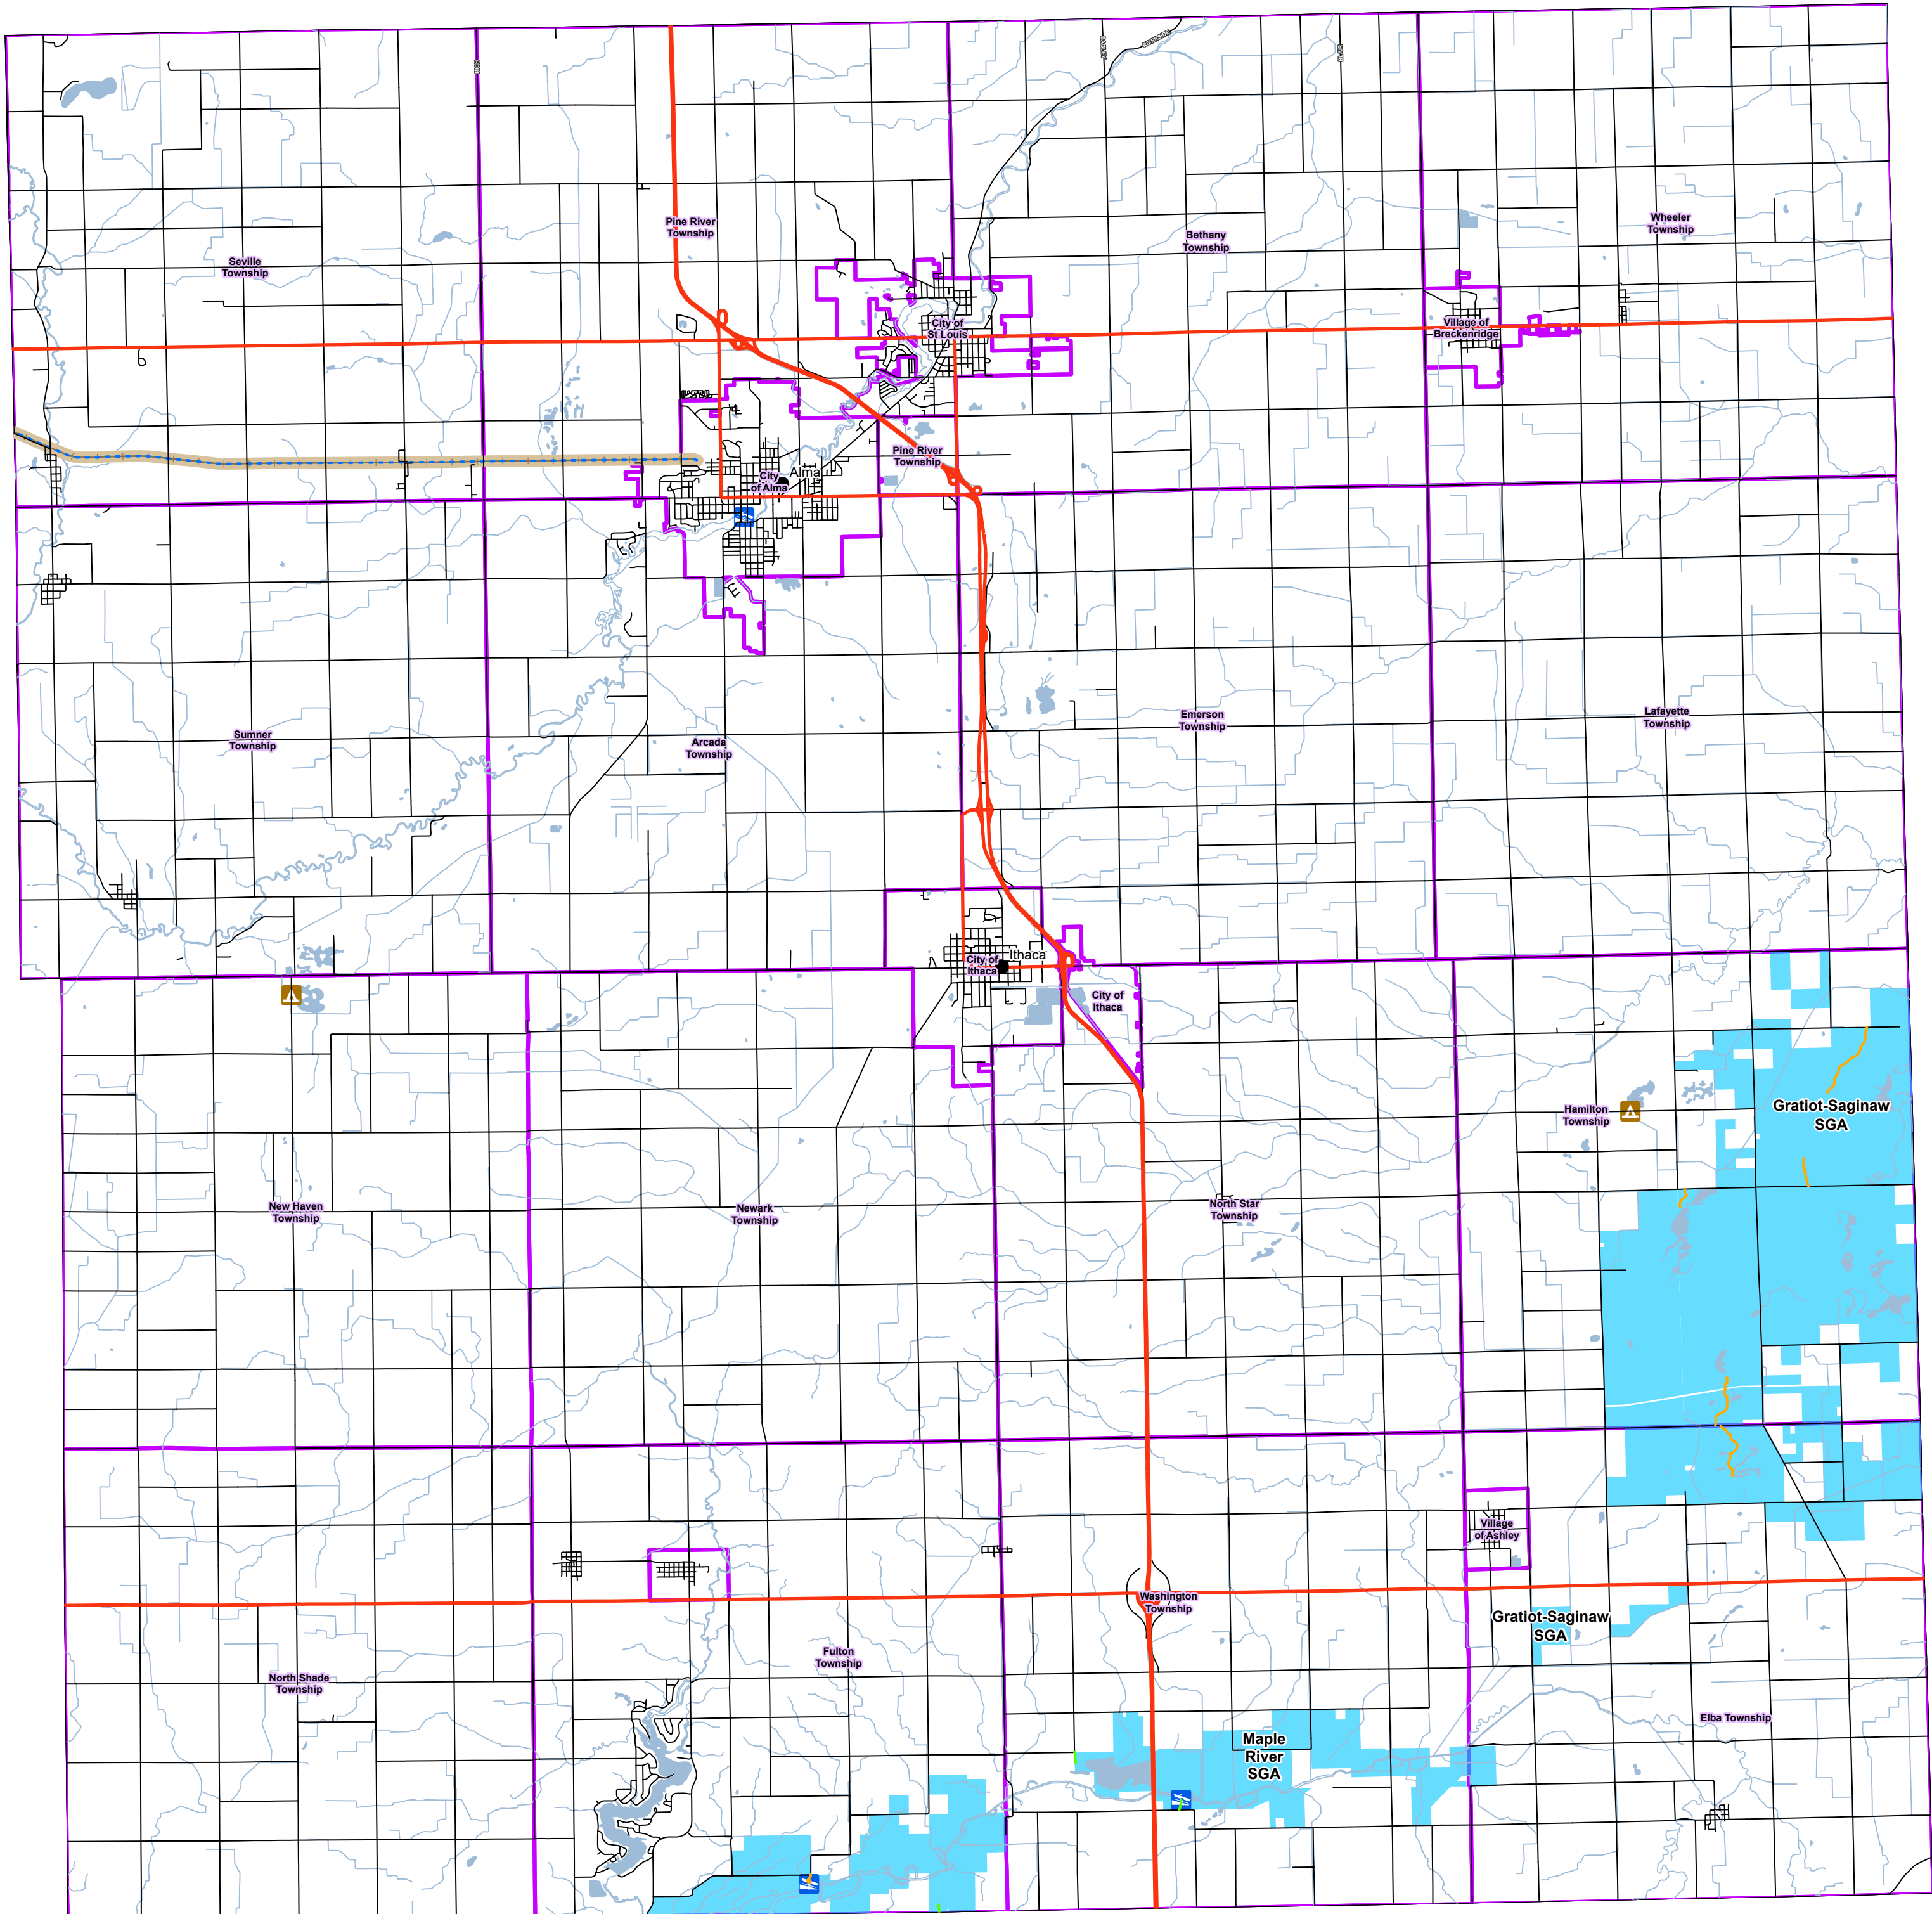 RIVERSIDE
Pine River
Township
Wheeler
Township
Bethany
Township
Seville
Township
City of
St Louis
Village of
Breckenridge
Pine River
Township
City
of Alma
Alma
Emerson
Township
Lafayette
Township
Sumner
Township
Arcada
Township
City of
Ithaca
Ithaca
City of
Ithaca
Hamilton
Township
Gratiot-Saginaw
SGA
New Haven
Township
Newark
Township
North Star
Township
Village
of Ashley
Washington
Township
Gratiot-Saginaw
SGA
Fulton
Township
North Shade
Township
Elba Township
Maple
River
SGA